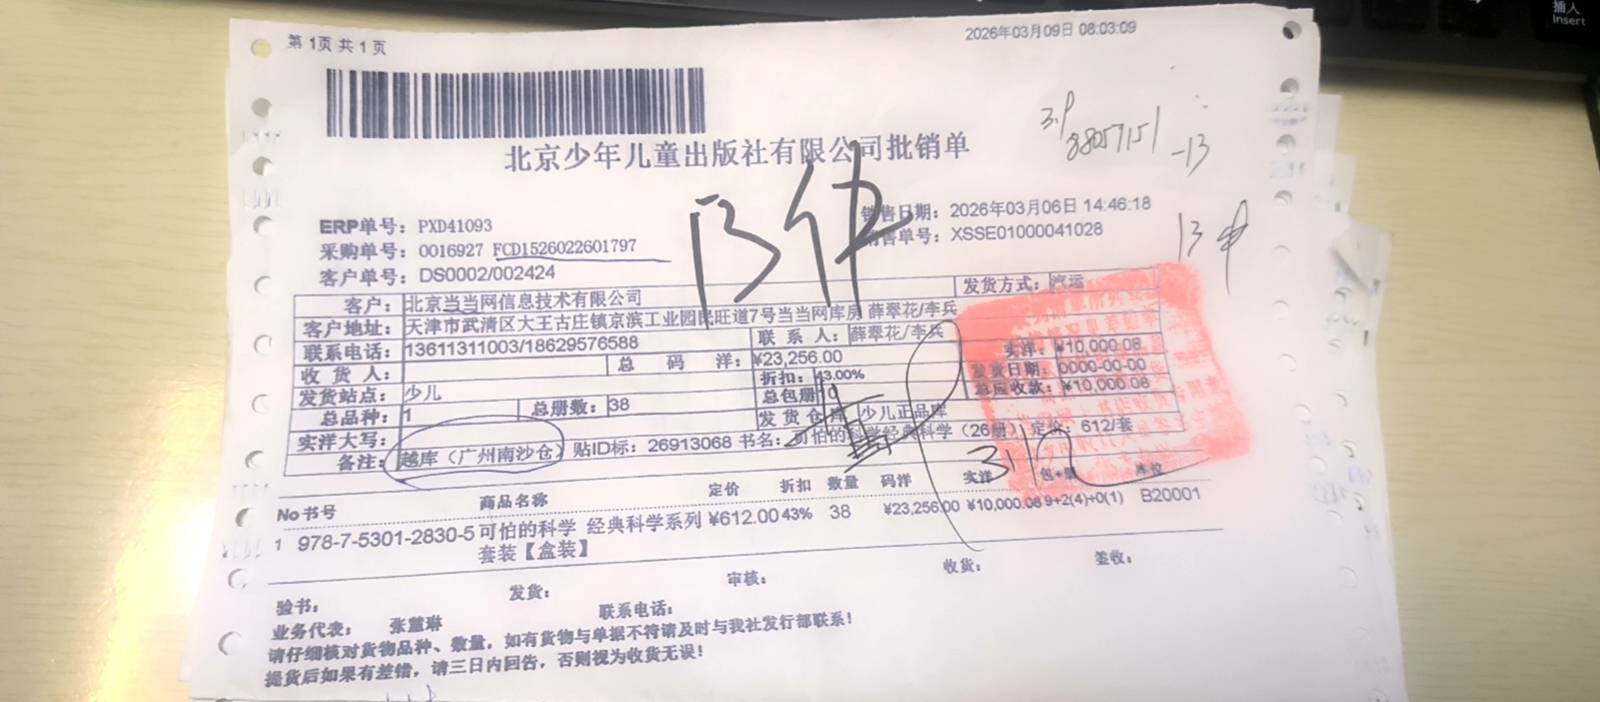 插入
Insert
第 1页 共 1 页
2026年03月09日 08:03:09
3.9
88057151
-13
北京少年儿童出版社有限公司批销单
13件
ERP单号: PXD41093
销售日期: 2026年03月06日 14:46:18
采购单号: 0016927 FCD1526022601797
销售单号: XSSE01000041028
客户单号: DS0002/002424
客户: 北京当当网信息技术有限公司
发货方式: 汽运
客户地址: 天津市武清区大王古庄镇京滨工业园民旺道7号当当网库房 薛翠花/李兵
联系电话: 13611311003/18629576588
联 系 人: 薛翠花/李兵
收 货 人:
总 码 洋: ¥23,256.00
实洋: ¥10,000.08
发货站点: 少儿
折扣: 43.00%
发货日期: 0000-00-00
总品种: 1
总册数: 38
总包册
总应收款: ¥10,000.08
实洋大写:
发货仓库: 少儿正品库
备注: 越库（广州南沙仓） 贴ID标: 26913068 书名: 可怕的科学经典科学（26册）定价: 612/套
No 书号 商品名称 定价 折扣 数量 码洋 实洋 库位
1 978-7-5301-2830-5 可怕的科学 经典科学系列 ¥612.00 43% 38 ¥23,256.00 ¥10,000.08 9+2(4)+0(1) B20001
套装【盒装】
验书: 发货: 审核: 收货: 签收:
业务代表: 张慧琳 联系电话:
请仔细核对货物品种、数量，如有货物与单据不符请及时与我社发行部联系！
提货后如果有差错，请三日内回告，否则视为收货无误！